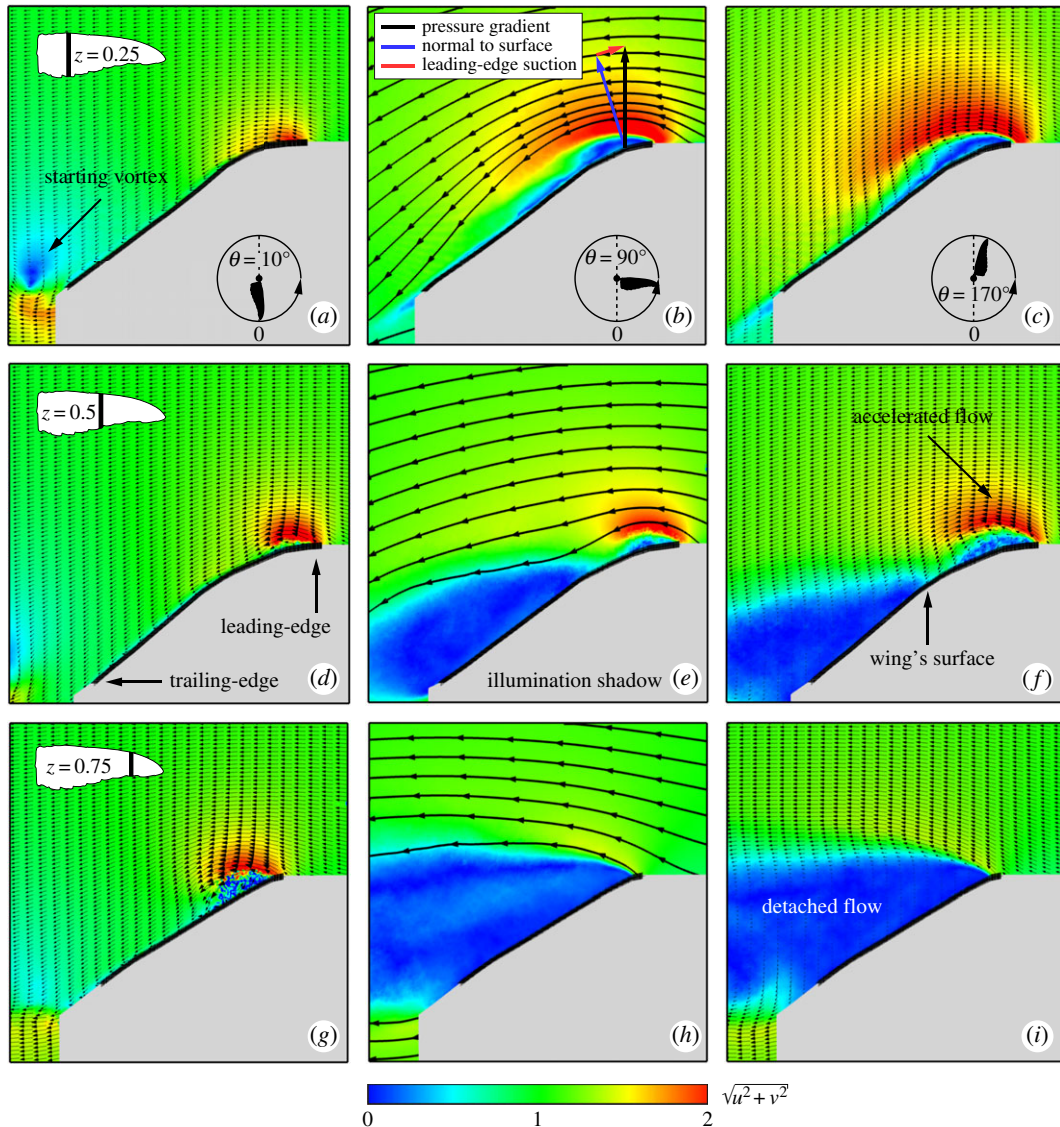 z = 0.25
starting vortex
θ = 10°
0
(a)
pressure gradient
normal to surface
leading-edge suction
θ = 90°
0
(b)
θ = 170°
0
(c)
z = 0.5
leading-edge
trailing-edge
(d)
illumination shadow
(e)
accelerated flow
wing's surface
(f)
z = 0.75
(g)
(h)
detached flow
(i)
0 1 2 √u² + v²